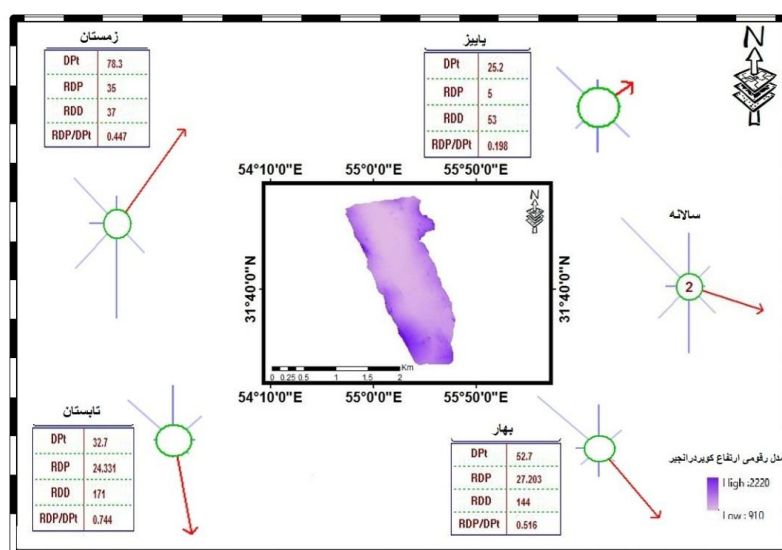 زمستان
DPt 78.3
RDP 35
RDD 37
RDP/DPt 0.447
پاییز
DPt 25.2
RDP 5
RDD 53
RDP/DPt 0.198
N
54°10'0"E 55°0'0"E 55°50'0"E
N
31°40'0"N
31°40'0"N
Km
0 0.25 0.5 1 1.5 2
54°10'0"E 55°0'0"E 55°50'0"E
سالانه
2
تابستان
DPt 32.7
RDP 24.331
RDD 171
RDP/DPt 0.744
بهار
DPt 52.7
RDP 27.203
RDD 144
RDP/DPt 0.516
مدل رقومی ارتفاع کویردرانجیر
High :2220
Low : 910